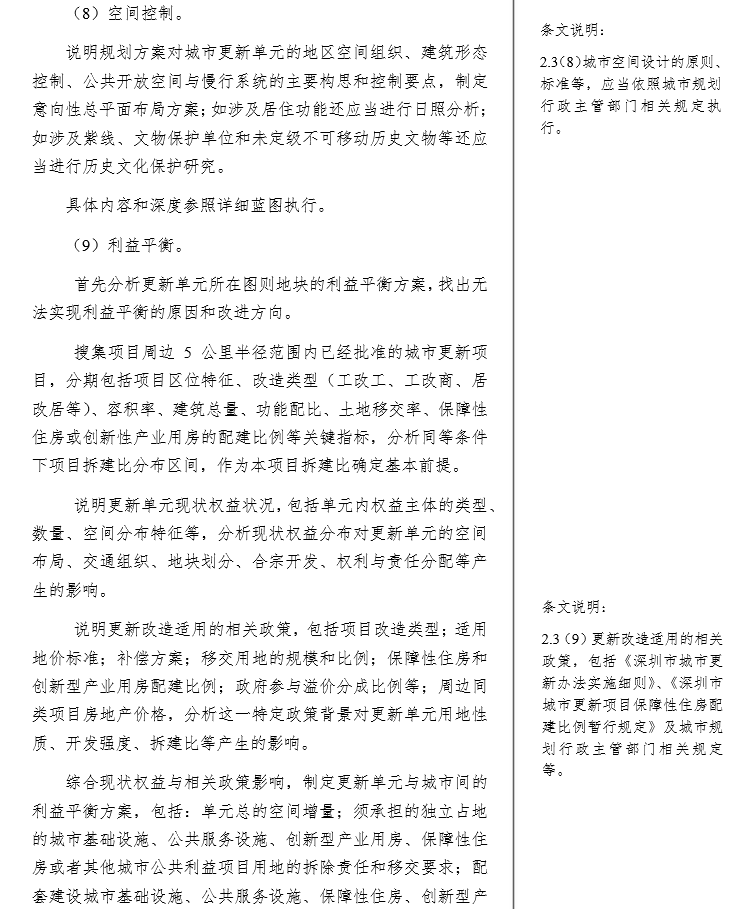 （8）空间控制。
说明规划方案对城市更新单元的地区空间组织、建筑形态
控制、公共开放空间与慢行系统的主要构思和控制要点，制定
意向性总平面布局方案；如涉及居住功能还应当进行日照分析；
如涉及紫线、文物保护单位和未定级不可移动历史文物等还应
当进行历史文化保护研究。
具体内容和深度参照详细蓝图执行。
（9）利益平衡。
首先分析更新单元所在图则地块的利益平衡方案，找出无
法实现利益平衡的原因和改进方向。
搜集项目周边 5 公里半径范围内已经批准的城市更新项
目，分期包括项目区位特征、改造类型（工改工、工改商、居
改居等）、容积率、建筑总量、功能配比、土地移交率、保障性
住房或创新性产业用房的配建比例等关键指标，分析同等条件
下项目拆建比分布区间，作为本项目拆建比确定基本前提。
说明更新单元现状权益状况，包括单元内权益主体的类型、
数量、空间分布特征等，分析现状权益分布对更新单元的空间
布局、交通组织、地块划分、合宗开发、权利与责任分配等产
生的影响。
说明更新改造适用的相关政策，包括项目改造类型；适用
地价标准；补偿方案；移交用地的规模和比例；保障性住房和
创新型产业用房配建比例；政府参与溢价分成比例等；周边同
类项目房地产价格，分析这一特定政策背景对更新单元用地性
质、开发强度、拆建比等产生的影响。
综合现状权益与相关政策影响，制定更新单元与城市间的
利益平衡方案，包括：单元总的空间增量；须承担的独立占地
的城市基础设施、公共服务设施、创新型产业用房、保障性住
房或者其他城市公共利益项目用地的拆除责任和移交要求；配
套建设城市基础设施、公共服务设施、保障性住房、创新型产
条文说明：
2.3（8）城市空间设计的原则、
标准等，应当依照城市规划
行政主管部门相关规定执
行。
条文说明：
2.3（9）更新改造适用的相关
政策，包括《深圳市城市更
新办法实施细则》、《深圳市
城市更新项目保障性住房配
建比例暂行规定》及城市规
划行政主管部门相关规定
等。